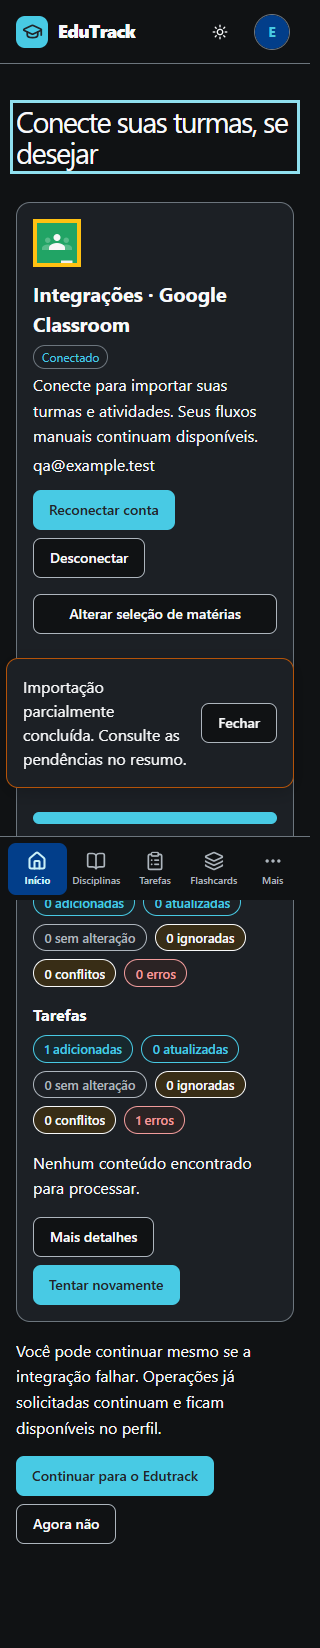 EduTrack
E
Conecte suas turmas, se
desejar
Integrações · Google
Classroom
Conectado
Conecte para importar suas
turmas e atividades. Seus fluxos
manuais continuam disponíveis.
qa@example.test
Reconectar conta
Desconectar
Alterar seleção de matérias
Importação
parcialmente
concluída. Consulte as
pendências no resumo.
Fechar
Início
Disciplinas
Tarefas
Flashcards
Mais
0 adicionadas
0 atualizadas
0 sem alteração
0 ignoradas
0 conflitos
0 erros
Tarefas
1 adicionadas
0 atualizadas
0 sem alteração
0 ignoradas
0 conflitos
1 erros
Nenhum conteúdo encontrado
para processar.
Mais detalhes
Tentar novamente
Você pode continuar mesmo se a
integração falhar. Operações já
solicitadas continuam e ficam
disponíveis no perfil.
Continuar para o Edutrack
Agora não